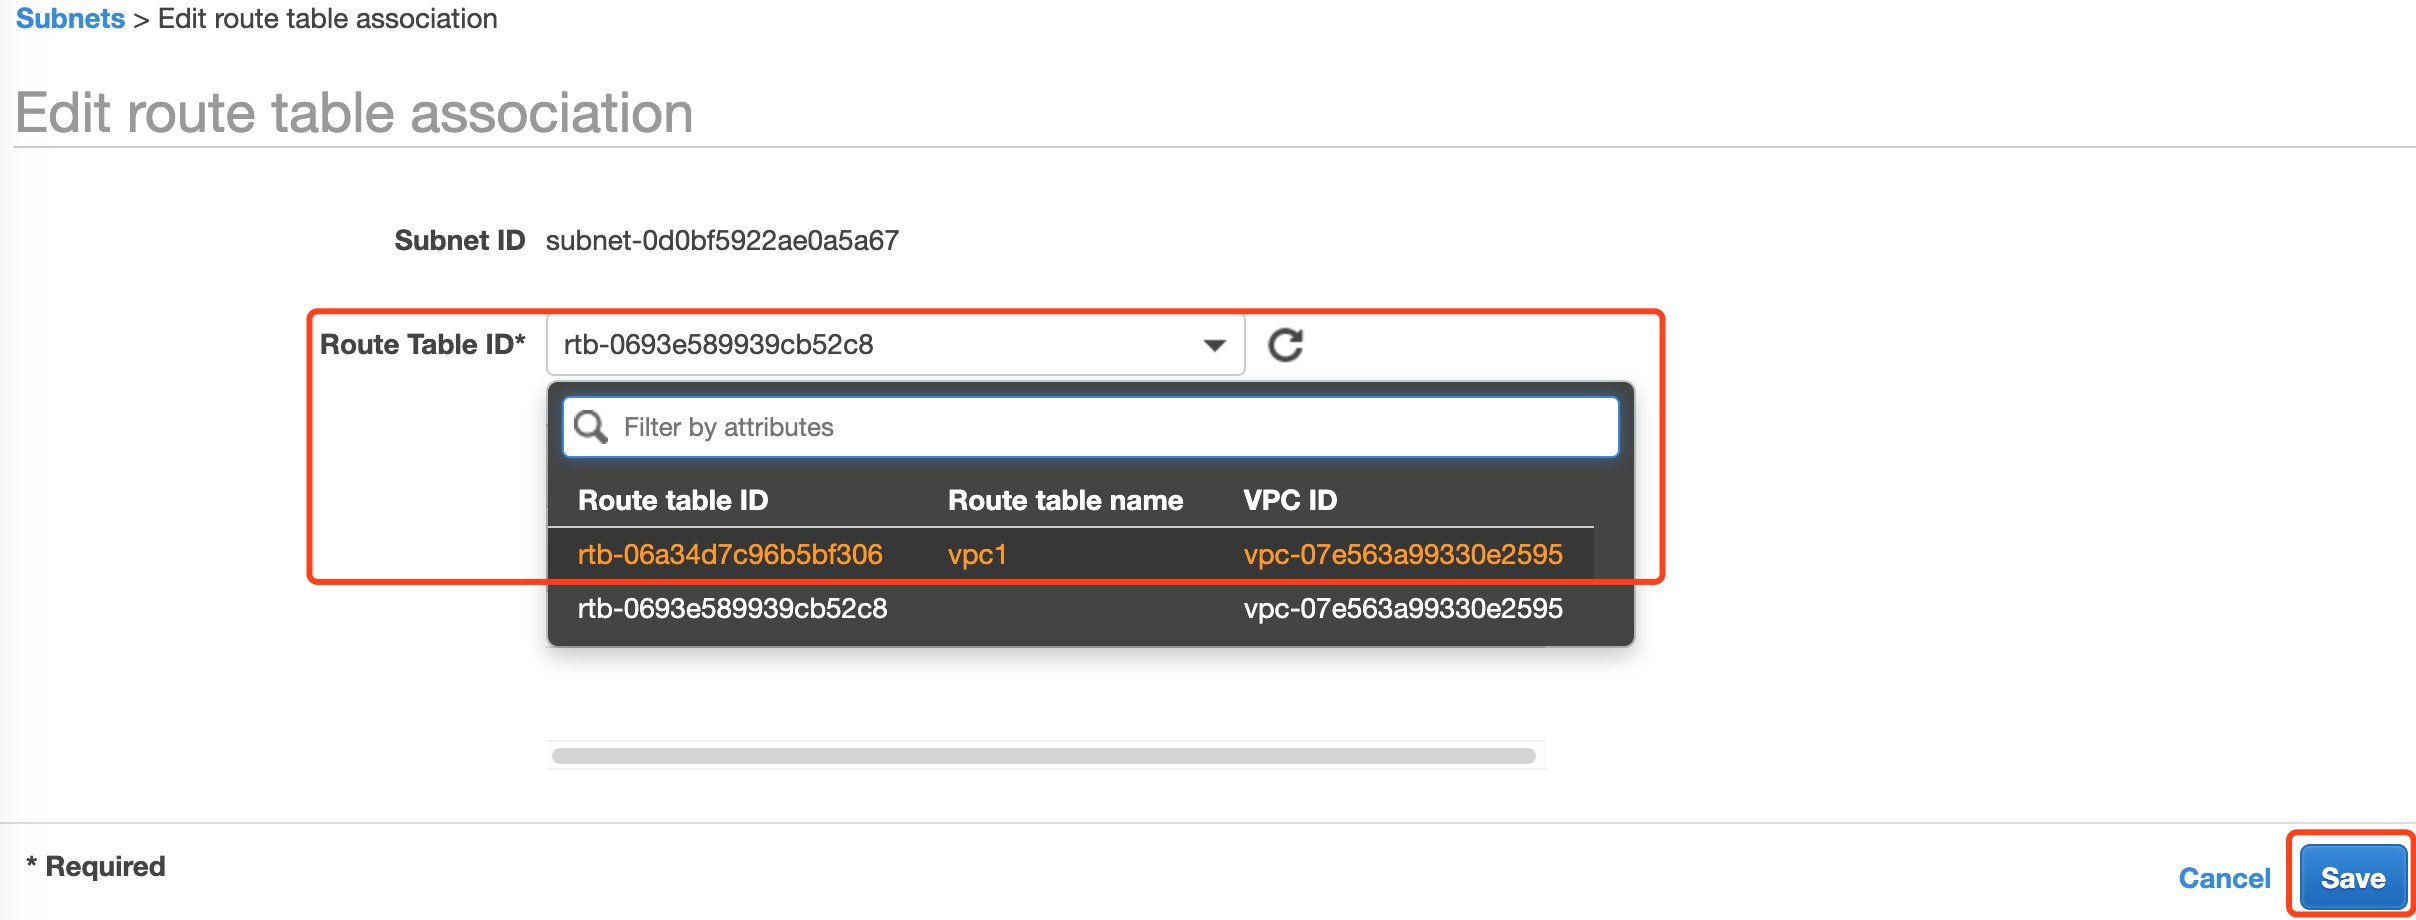 Subnets > Edit route table association
Edit route table association
Subnet ID subnet-0d0bf5922ae0a5a67
Route Table ID* rtb-0693e589939cb52c8
Filter by attributes
Route table ID Route table name VPC ID
rtb-06a34d7c96b5bf306 vpc1 vpc-07e563a99330e2595
rtb-0693e589939cb52c8 vpc-07e563a99330e2595
* Required
Cancel Save